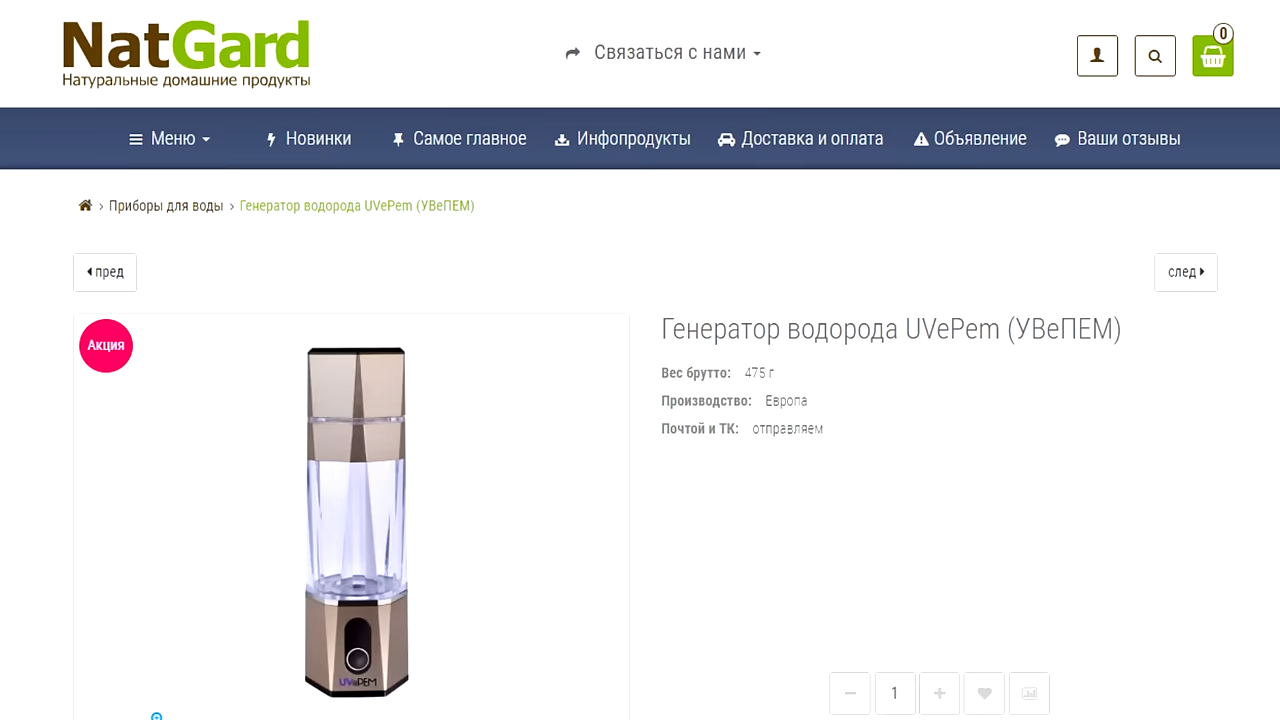 NatGard
Натуральные домашние продукты
Связаться с нами
0
Меню
Новинки
Самое главное
Инфопродукты
Доставка и оплата
Объявление
Ваши отзывы
Приборы для воды
Генератор водорода UVePem (УВеПЕМ)
пред
след
Акция
Генератор водорода UVePem (УВеПЕМ)
Вес брутто: 475 г
Производство: Европа
Почтой и ТК: отправляем
UVePEM
1